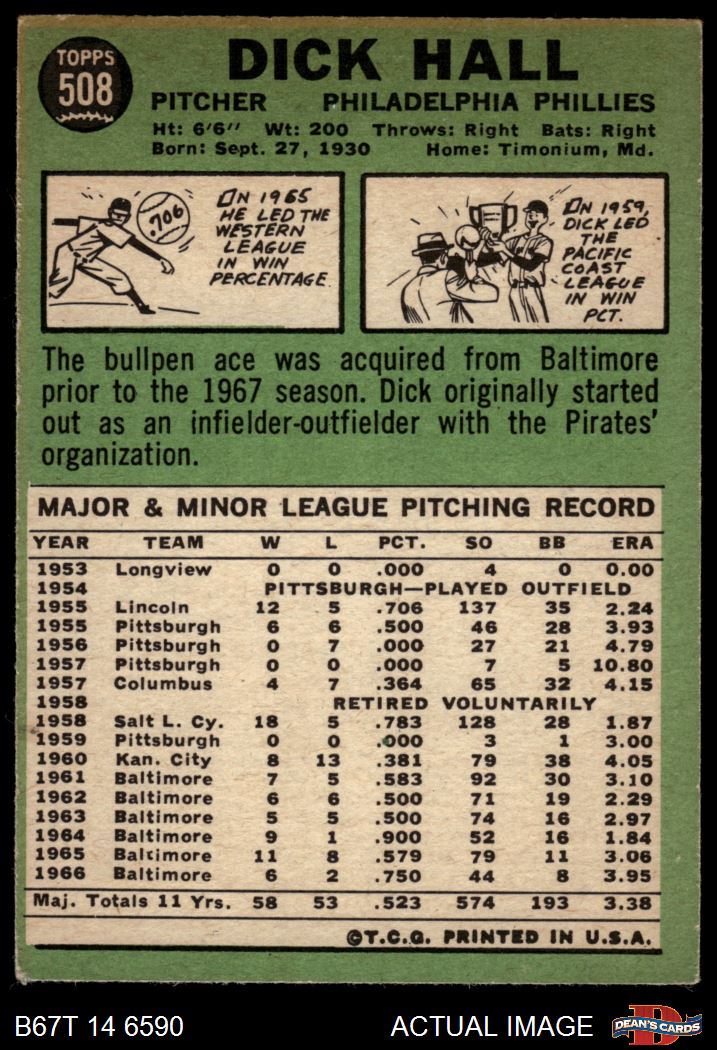 TOPPS
508
DICK HALL
PITCHER PHILADELPHIA PHILLIES
Ht: 6'6" Wt: 200 Throws: Right Bats: Right
Born: Sept. 27, 1930 Home: Timonium, Md.
.706
IN 1965
HE LED THE
WESTERN
LEAGUE
IN WIN
PERCENTAGE.
IN 1959,
DICK LED
THE
PACIFIC
COAST
LEAGUE
IN WIN
PCT.
The bullpen ace was acquired from Baltimore
prior to the 1967 season. Dick originally started
out as an infielder-outfielder with the Pirates'
organization.
MAJOR & MINOR LEAGUE PITCHING RECORD
YEAR TEAM W L PCT. SO BB ERA
1953 Longview 0 0 .000 4 0 0.00
1954 PITTSBURGH—PLAYED OUTFIELD
1955 Lincoln 12 5 .706 137 35 2.24
1955 Pittsburgh 6 6 .500 46 28 3.93
1956 Pittsburgh 0 7 .000 27 21 4.79
1957 Pittsburgh 0 0 .000 7 5 10.80
1957 Columbus 4 7 .364 65 32 4.15
1958 RETIRED VOLUNTARILY
1958 Salt L. Cy. 18 5 .783 128 28 1.87
1959 Pittsburgh 0 0 .000 3 1 3.00
1960 Kan. City 8 13 .381 79 38 4.05
1961 Baltimore 7 5 .583 92 30 3.10
1962 Baltimore 6 6 .500 71 19 2.29
1963 Baltimore 5 5 .500 74 16 2.97
1964 Baltimore 9 1 .900 52 16 1.84
1965 Baltimore 11 8 .579 79 11 3.06
1966 Baltimore 6 2 .750 44 8 3.95
Maj. Totals 11 Yrs. 58 53 .523 574 193 3.38
©T.C.G. PRINTED IN U.S.A.
B67T 14 6590 ACTUAL IMAGE
D
DEAN'S CARDS